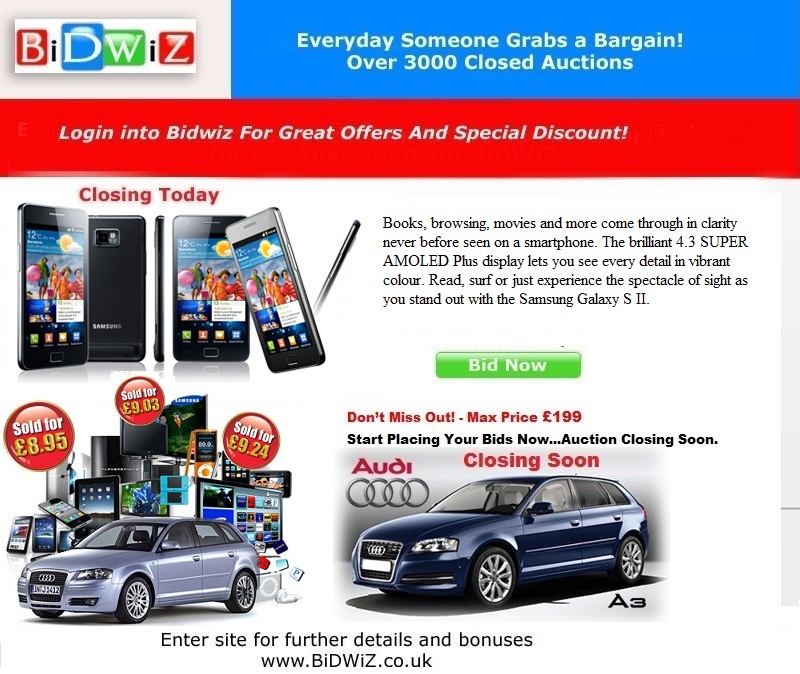 BiDWiZ
Everyday Someone Grabs a Bargain!
Over 3000 Closed Auctions
Login into Bidwiz For Great Offers And Special Discount!
Closing Today
SAMSUNG
Books, browsing, movies and more come through in clarity
never before seen on a smartphone. The brilliant 4.3 SUPER
AMOLED Plus display lets you see every detail in vibrant
colour. Read, surf or just experience the spectacle of sight as
you stand out with the Samsung Galaxy S II.
Bid Now
Sold for
£8.95
Sold for
£9.03
Sold for
£9.24
SAMSUNG
89.9
Don't Miss Out! - Max Price £199
Start Placing Your Bids Now...Auction Closing Soon.
Closing Soon
Audi
A3
Enter site for further details and bonuses
www.BiDWiZ.co.uk